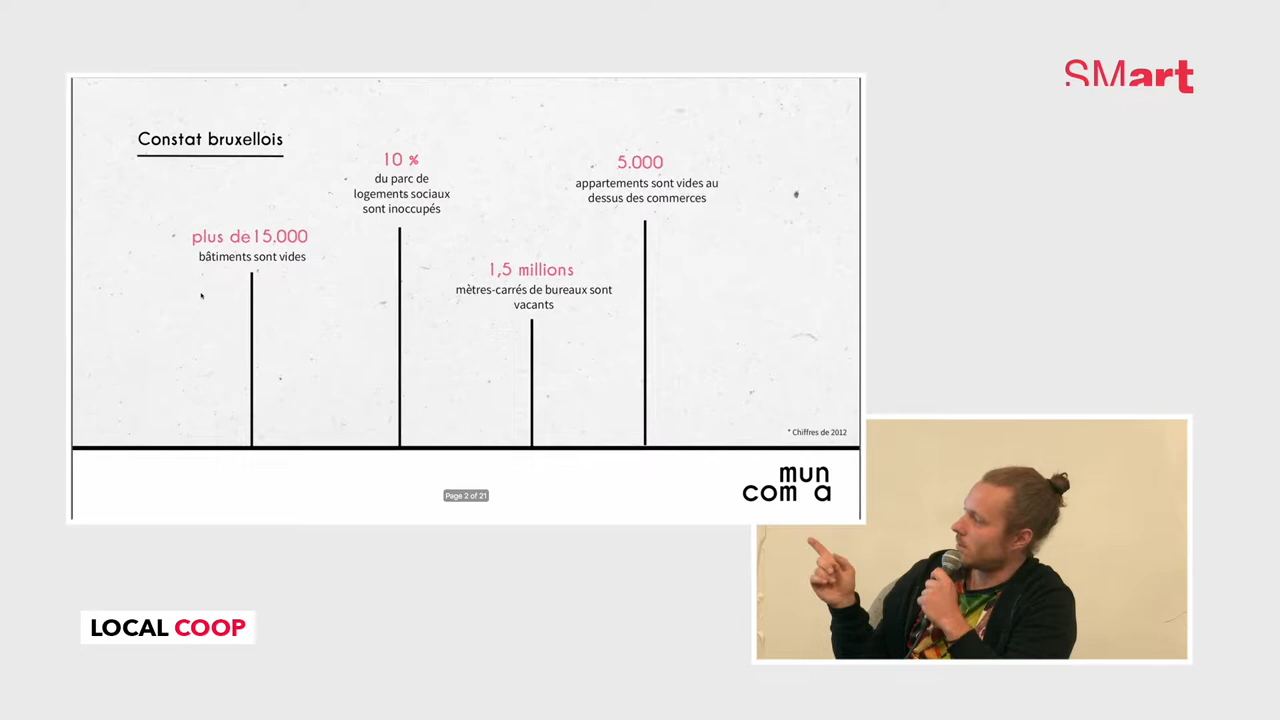 SMart
Constat bruxellois
10 %
du parc de
logements sociaux
sont inoccupés
5.000
appartements sont vides au
dessus des commerces
plus de15.000
bâtiments sont vides
1,5 millions
mètres-carrés de bureaux sont
vacants
* Chiffres de 2012
mun
com a
Page 2 of 21
LOCAL COOP